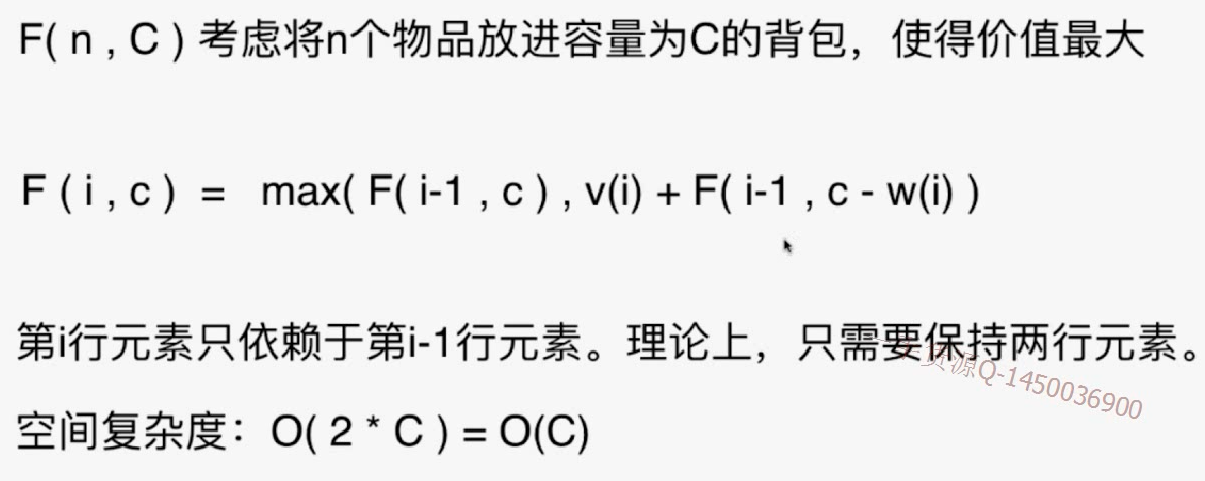 F( n , C ) 考虑将n个物品放进容量为C的背包，使得价值最大
F ( i , c ) = max( F( i-1 , c ) , v(i) + F( i-1 , c - w(i) )
第i行元素只依赖于第i-1行元素。理论上，只需要保持两行元素。
资源Q-1450036900
空间复杂度：O( 2 * C ) = O(C)